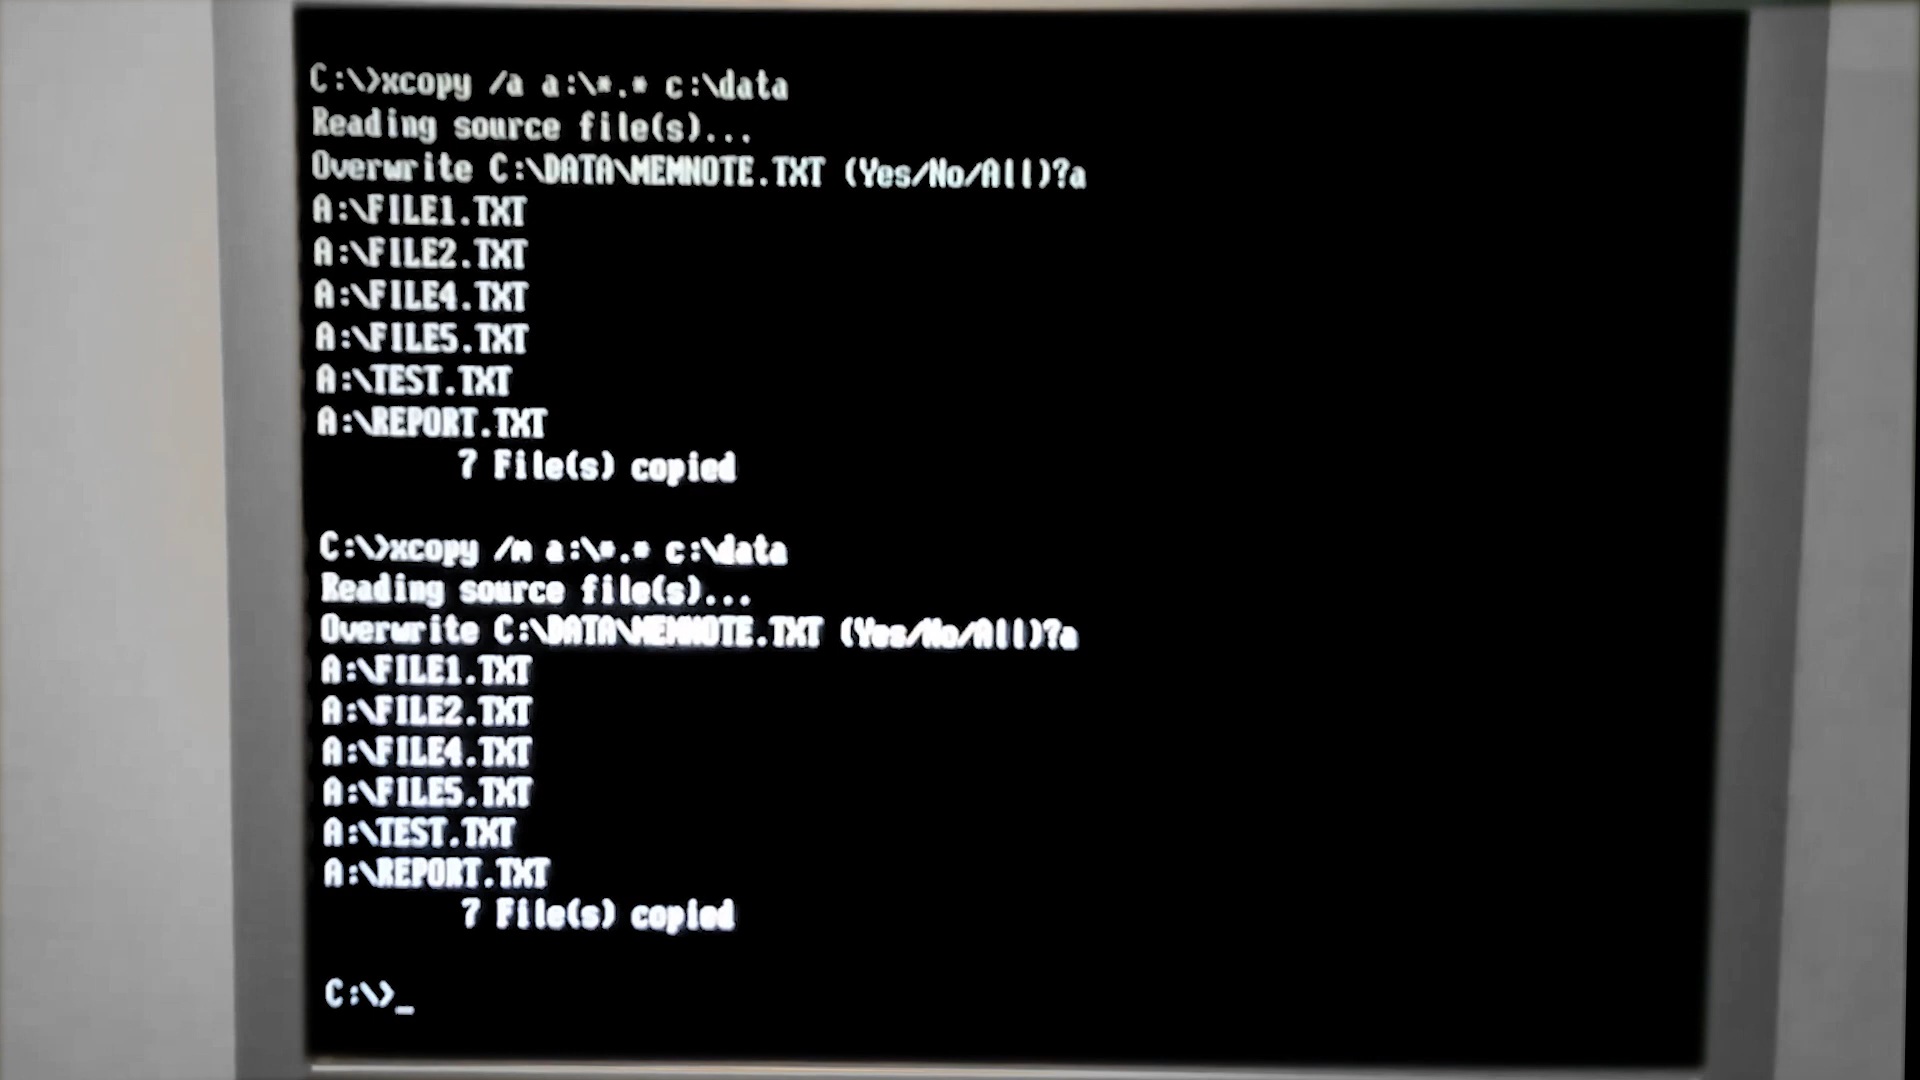 C:\>xcopy /a a:\*.* c:\data
Reading source file(s)...
Overwrite C:\DATA\MEMNOTE.TXT (Yes/No/All)?a
A:\FILE1.TXT
A:\FILE2.TXT
A:\FILE4.TXT
A:\FILE5.TXT
A:\TEST.TXT
A:\REPORT.TXT
7 File(s) copied
C:\>xcopy /m a:\*.* c:\data
Reading source file(s)...
Overwrite C:\DATA\MEMNOTE.TXT (Yes/No/All)?a
A:\FILE1.TXT
A:\FILE2.TXT
A:\FILE4.TXT
A:\FILE5.TXT
A:\TEST.TXT
A:\REPORT.TXT
7 File(s) copied
C:\>_